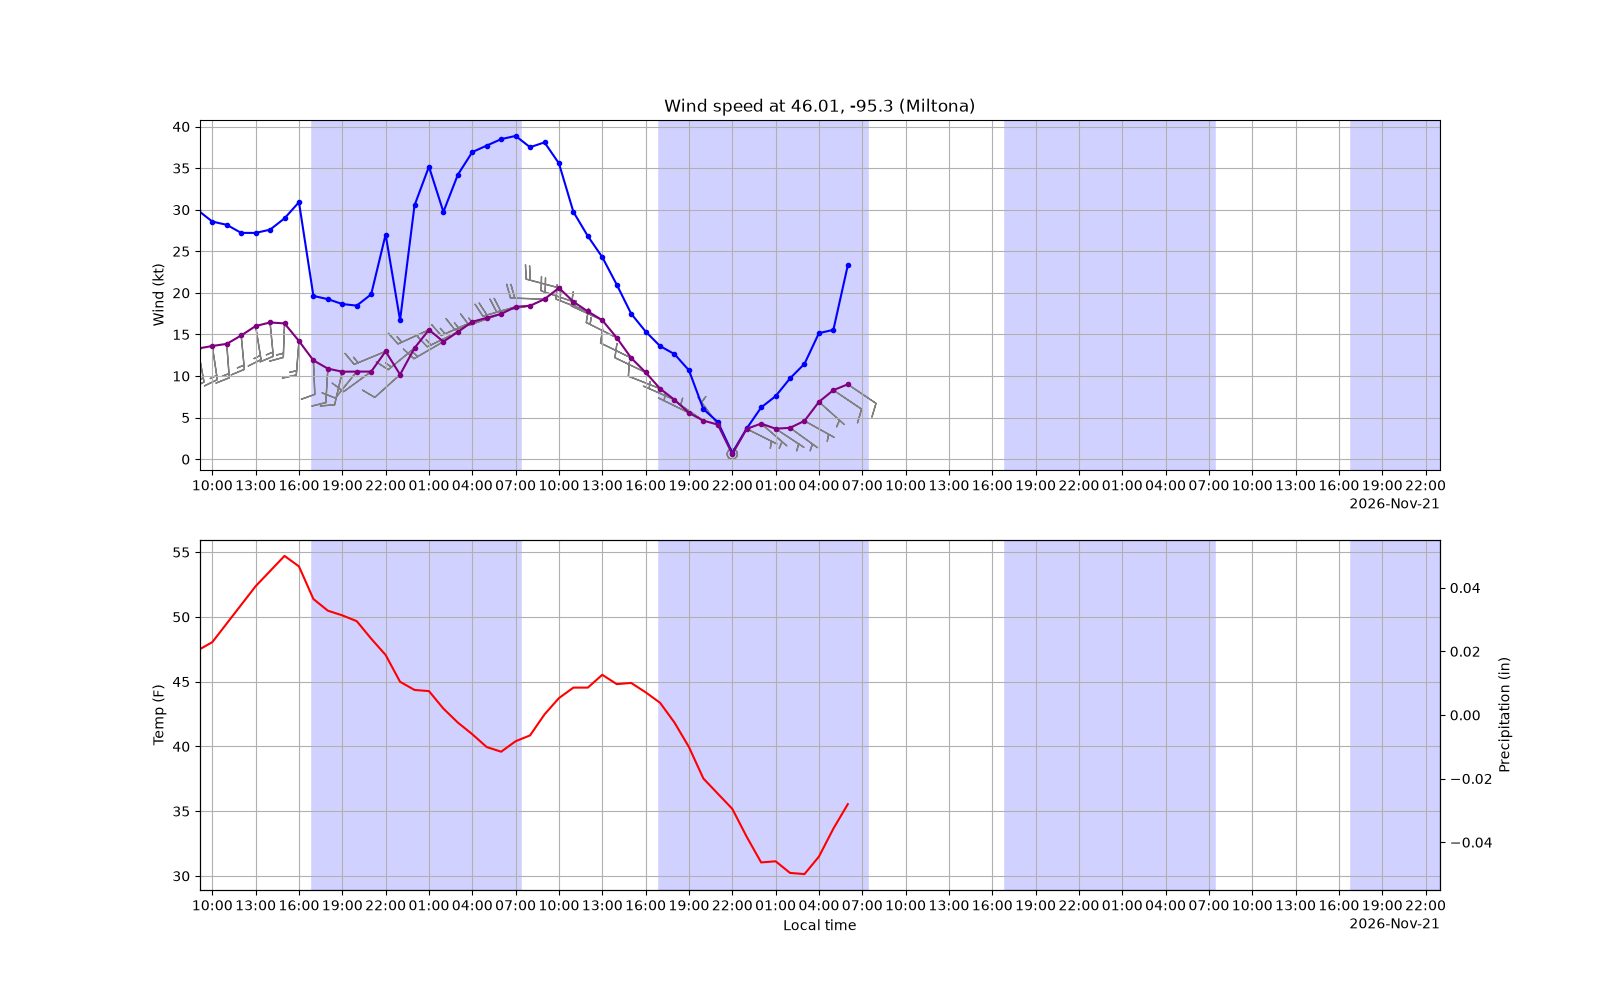 Wind speed at 46.01, -95.3 (Miltona)
40
35
30
25
20
15
10
5
0
Wind (kt)
10:00 13:00 16:00 19:00 22:00 01:00 04:00 07:00 10:00 13:00 16:00 19:00 22:00 01:00 04:00 07:00 10:00 13:00 16:00 19:00 22:00 01:00 04:00 07:00 10:00 13:00 16:00 19:00 22:00
2026-Nov-21
55
50
45
40
35
30
Temp (F)
0.04
0.02
0.00
−0.02
−0.04
Precipitation (in)
10:00 13:00 16:00 19:00 22:00 01:00 04:00 07:00 10:00 13:00 16:00 19:00 22:00 01:00 04:00 07:00 10:00 13:00 16:00 19:00 22:00 01:00 04:00 07:00 10:00 13:00 16:00 19:00 22:00
Local time
2026-Nov-21